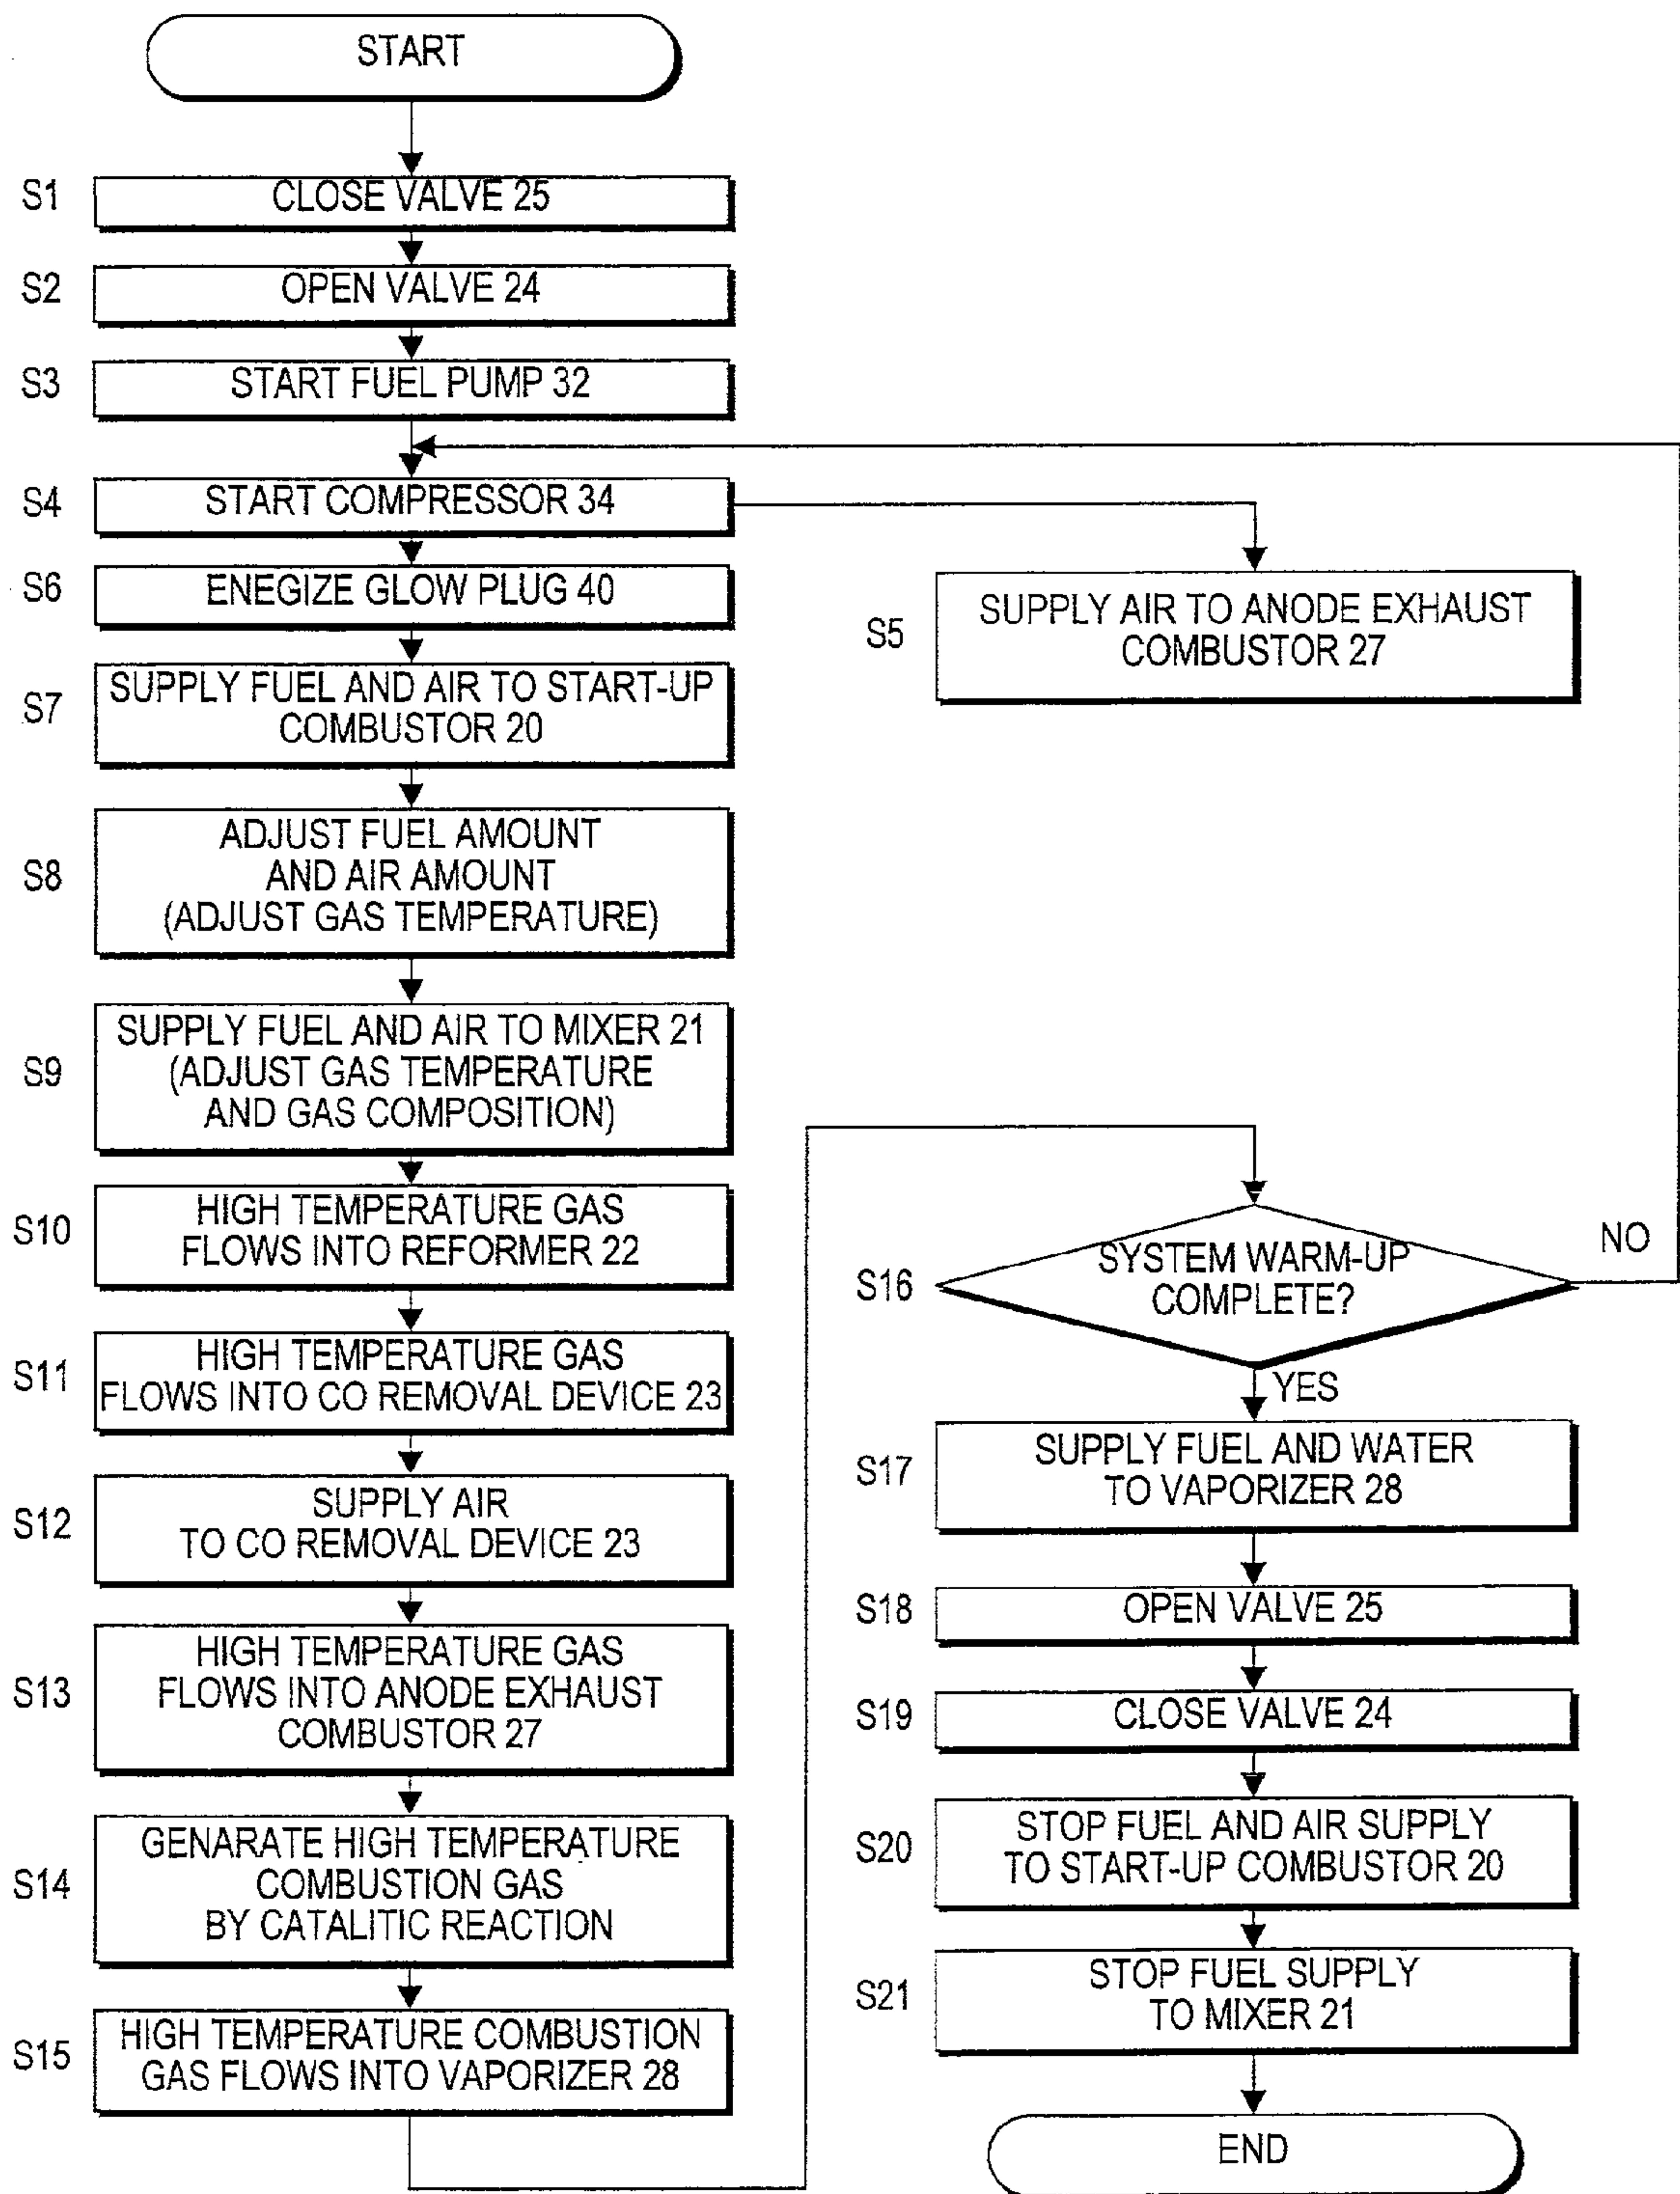 START
S1
CLOSE VALVE 25
S2
OPEN VALVE 24
S3
START FUEL PUMP 32
S4
START COMPRESSOR 34
S6
ENEGIZE GLOW PLUG 40
S5
SUPPLY AIR TO ANODE EXHAUST
COMBUSTOR 27
S7
SUPPLY FUEL AND AIR TO START-UP
COMBUSTOR 20
S8
ADJUST FUEL AMOUNT
AND AIR AMOUNT
(ADJUST GAS TEMPERATURE)
S9
SUPPLY FUEL AND AIR TO MIXER 21
(ADJUST GAS TEMPERATURE
AND GAS COMPOSITION)
S10
HIGH TEMPERATURE GAS
FLOWS INTO REFORMER 22
S11
HIGH TEMPERATURE GAS
FLOWS INTO CO REMOVAL DEVICE 23
S12
SUPPLY AIR
TO CO REMOVAL DEVICE 23
S13
HIGH TEMPERATURE GAS
FLOWS INTO ANODE EXHAUST
COMBUSTOR 27
S14
GENARATE HIGH TEMPERATURE
COMBUSTION GAS
BY CATALITIC REACTION
S15
HIGH TEMPERATURE COMBUSTION
GAS FLOWS INTO VAPORIZER 28
S16
SYSTEM WARM-UP
COMPLETE?
NO
YES
S17
SUPPLY FUEL AND WATER
TO VAPORIZER 28
S18
OPEN VALVE 25
S19
CLOSE VALVE 24
S20
STOP FUEL AND AIR SUPPLY
TO START-UP COMBUSTOR 20
S21
STOP FUEL SUPPLY
TO MIXER 21
END